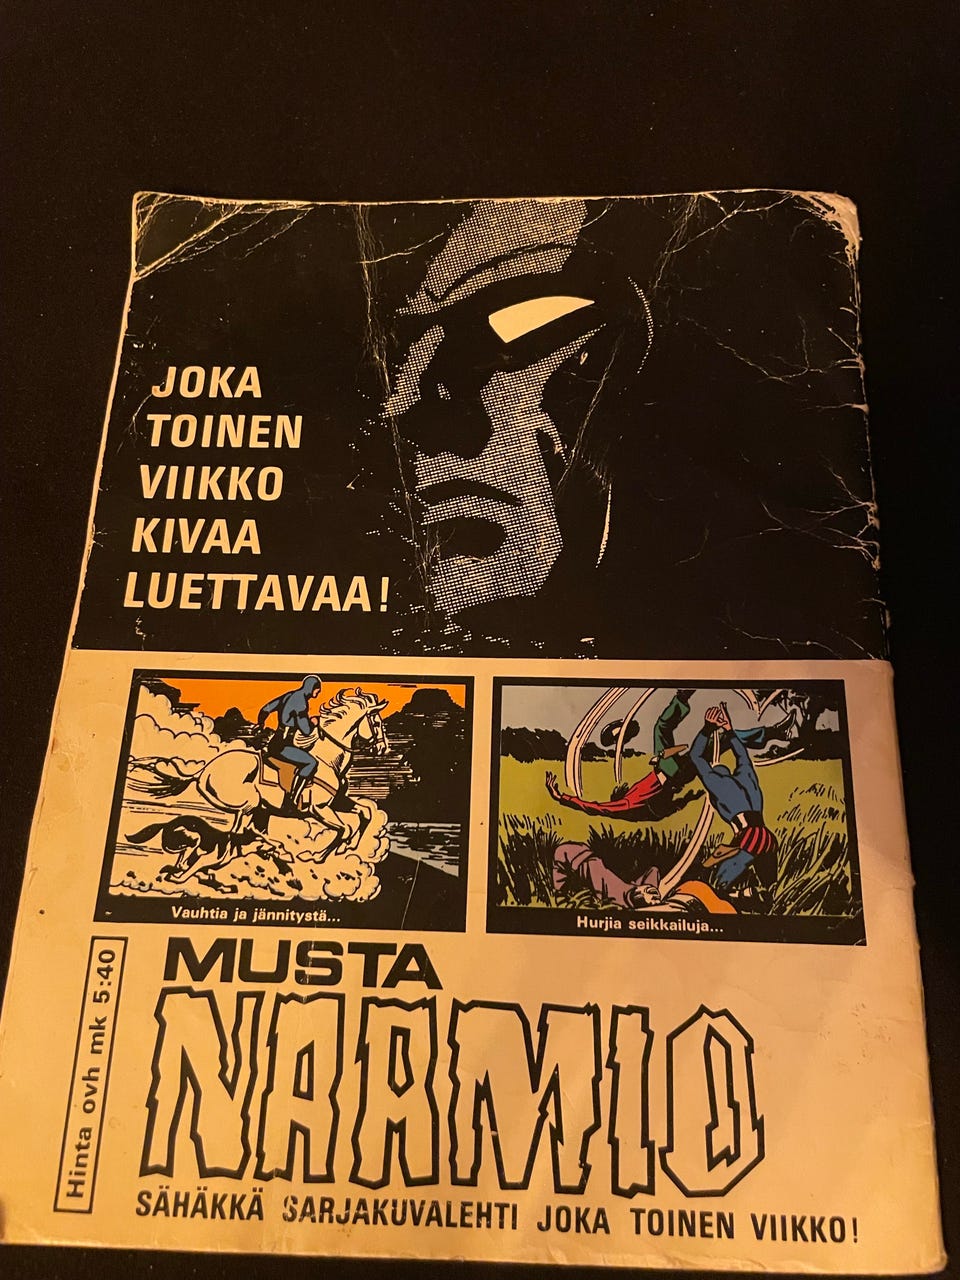 JOKA
TOINEN
VIIKKO
KIVAA
LUETTAVAA!
Vauhtia ja jännitystä...
Hurjia seikkailuja...
Hinta ovh mk 5:40
MUSTA
NAAMIO
SÄHÄKKÄ SARJAKUVALEHTI JOKA TOINEN VIIKKO!